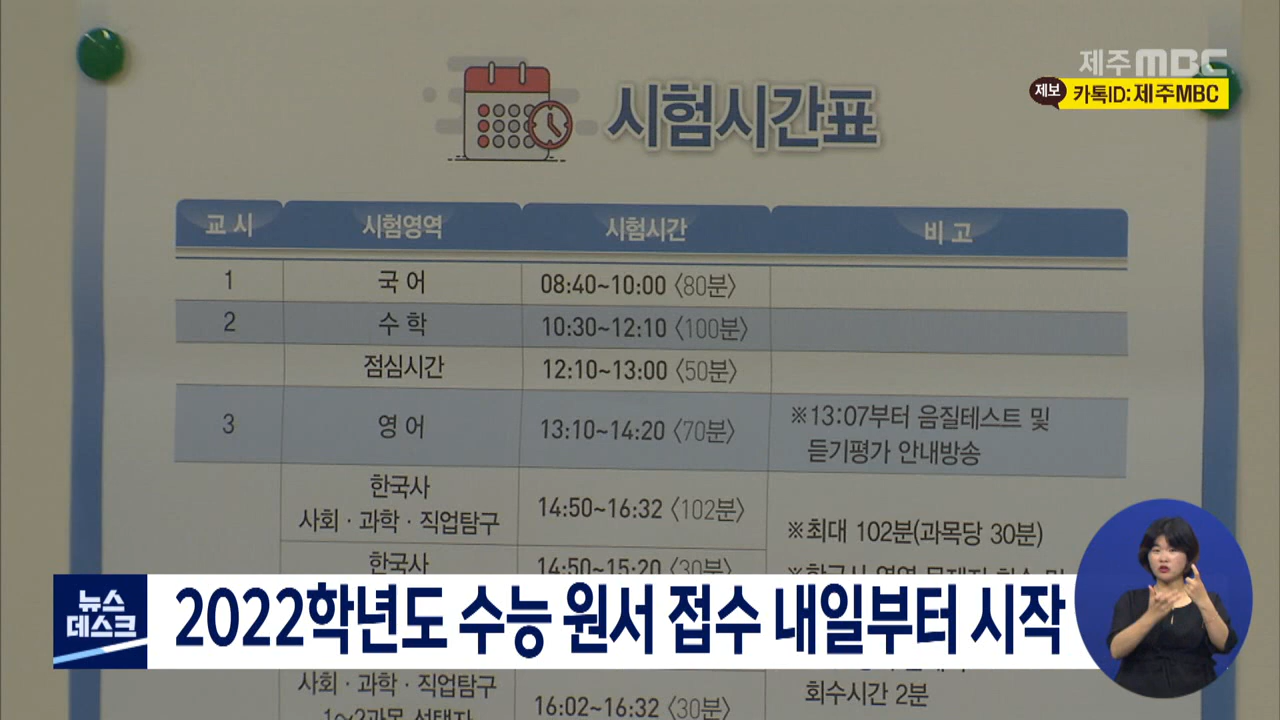 제주MBC
제보 카톡ID:제주MBC
시험시간표
교 시 시험영역 시험시간 비 고
1 국 어 08:40~10:00 〈80분〉
2 수 학 10:30~12:10 〈100분〉
점심시간 12:10~13:00 〈50분〉
3 영 어 13:10~14:20 〈70분〉 ※13:07부터 음질테스트 및
듣기평가 안내방송
한국사
사회·과학·직업탐구 14:50~16:32 〈102분〉
※최대 102분(과목당 30분)
한국사 14:50~15:20 〈30분〉
뉴스
데스크
2022학년도 수능 원서 접수 내일부터 시작
사회·과학·직업탐구
1~2과목 선택자 16:02~16:32 〈30분〉
회수시간 2분